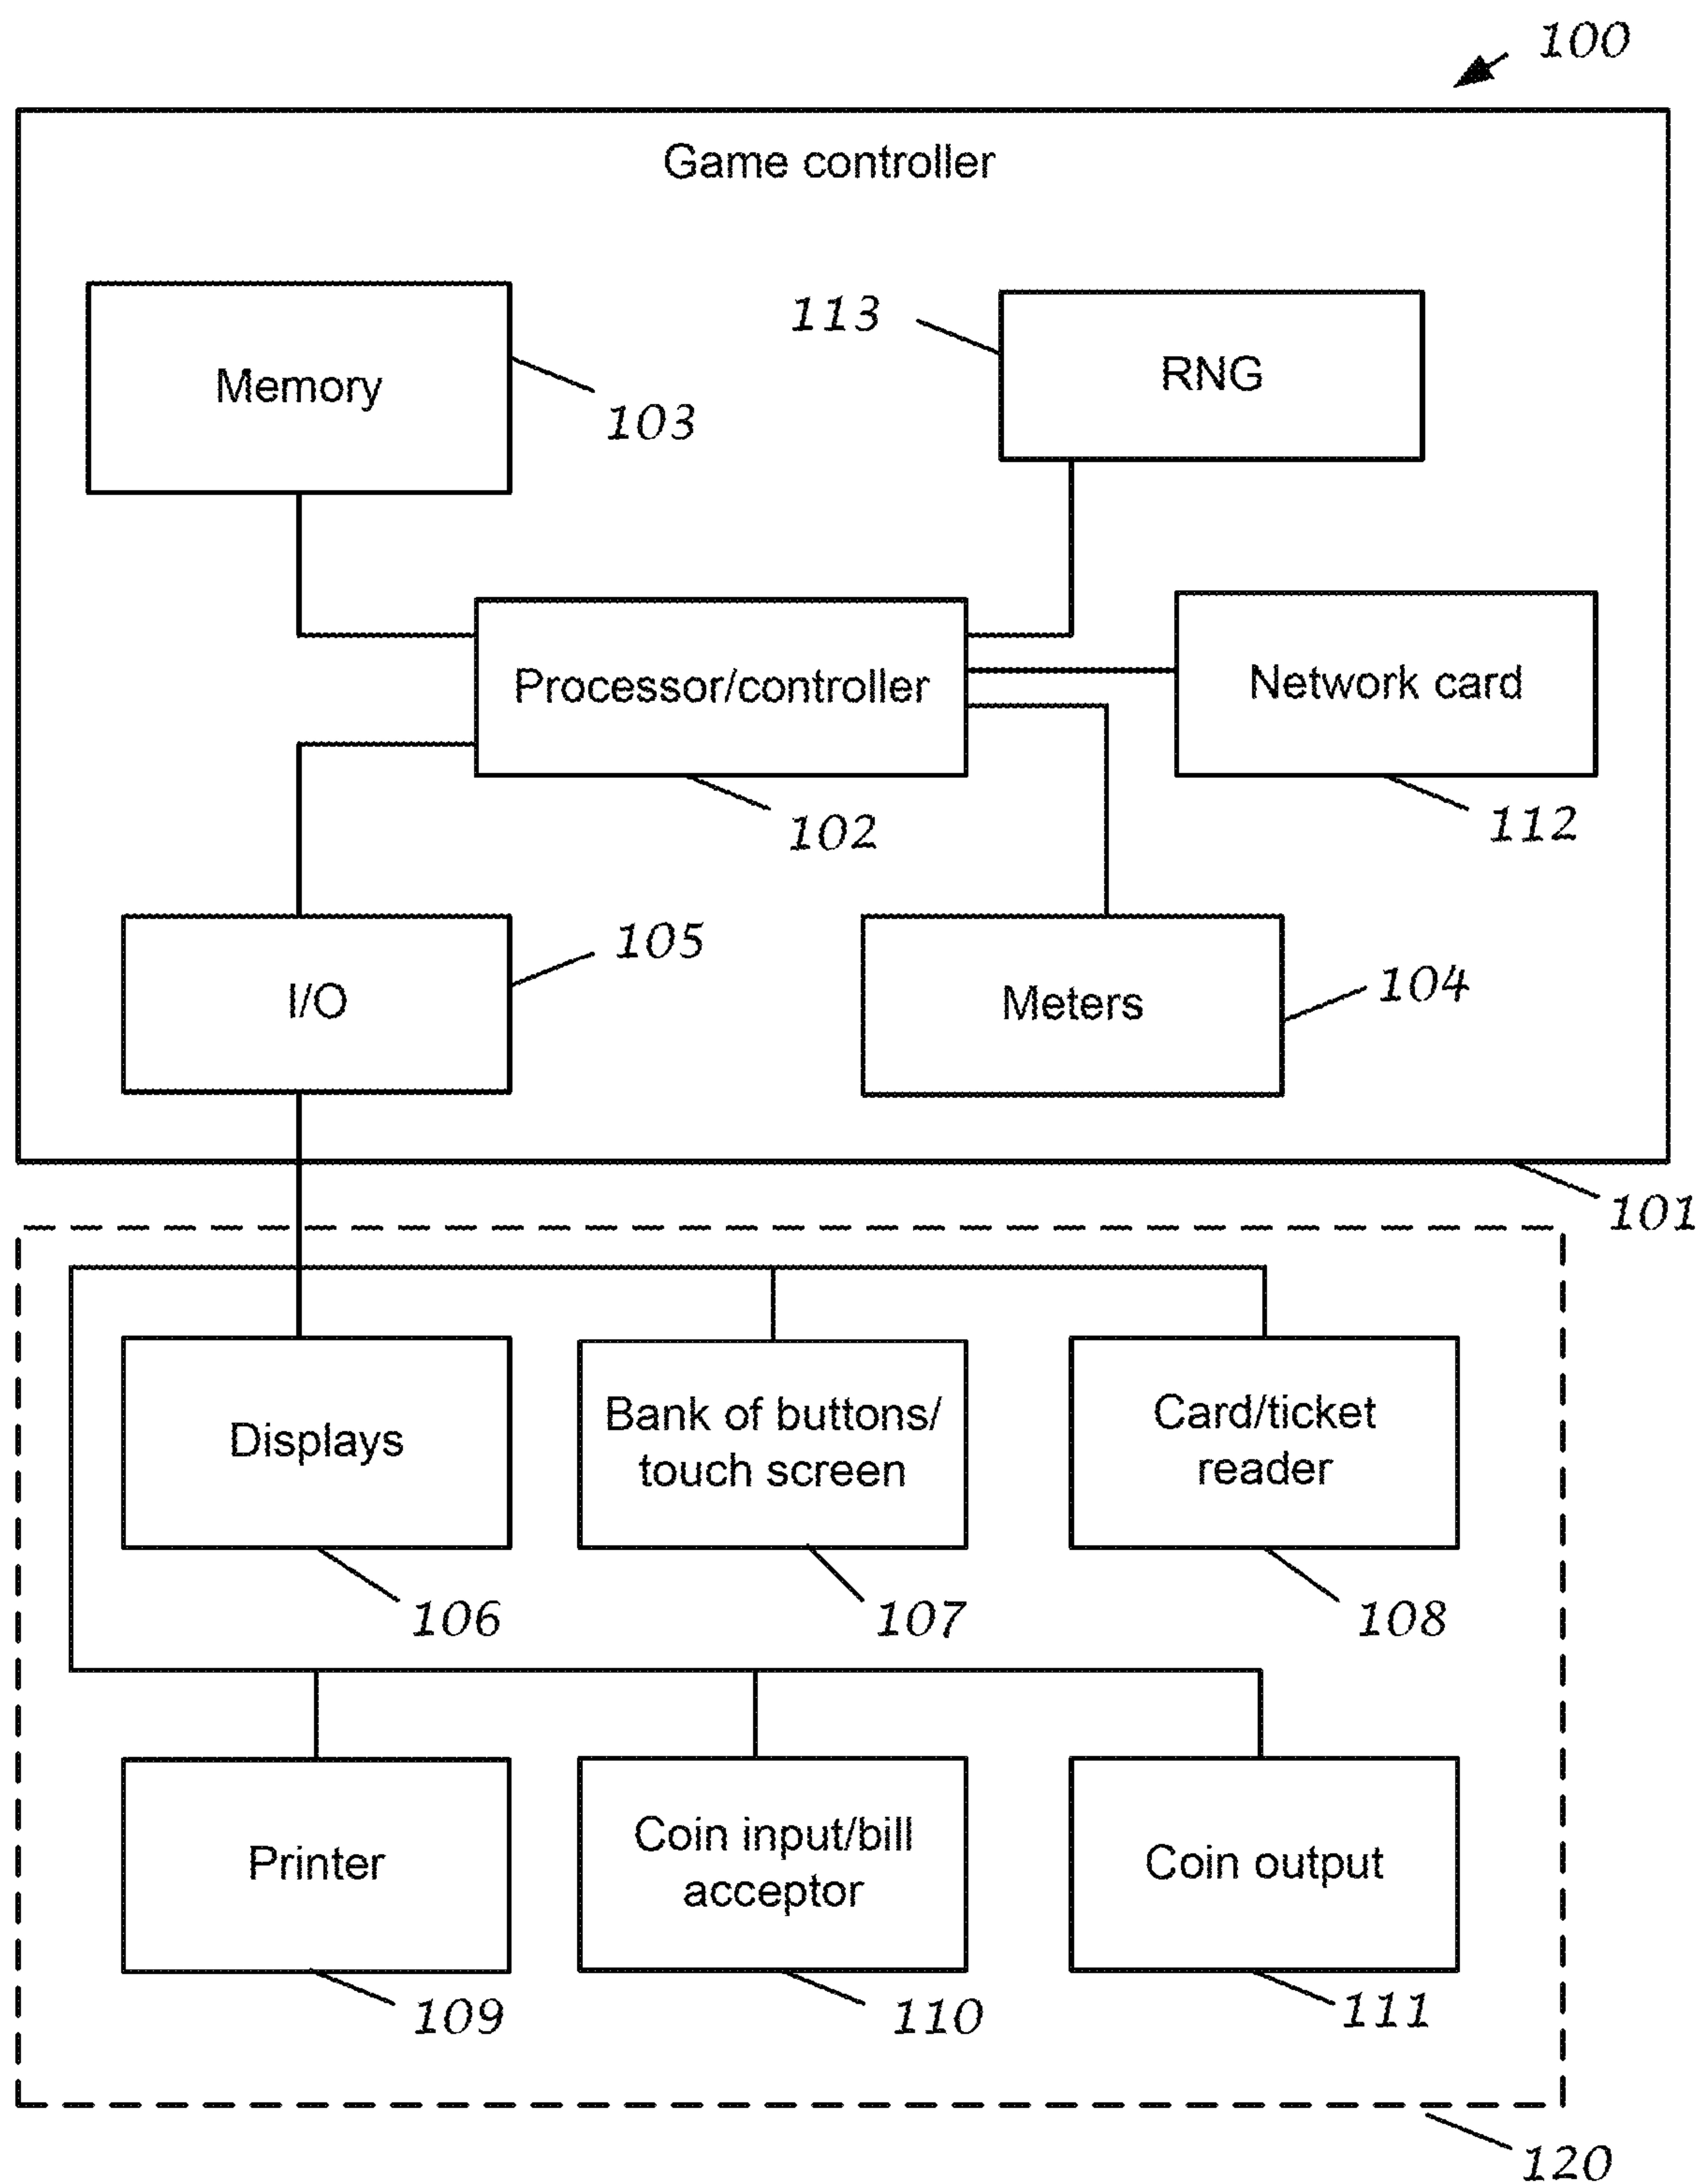 100
Game controller
113
RNG
Memory
103
Processor/controller
Network card
102
112
105
I/O
104
Meters
101
Displays
Bank of buttons/
touch screen
Card/ticket
reader
106
107
108
Printer
Coin input/bill
acceptor
Coin output
109
110
111
120